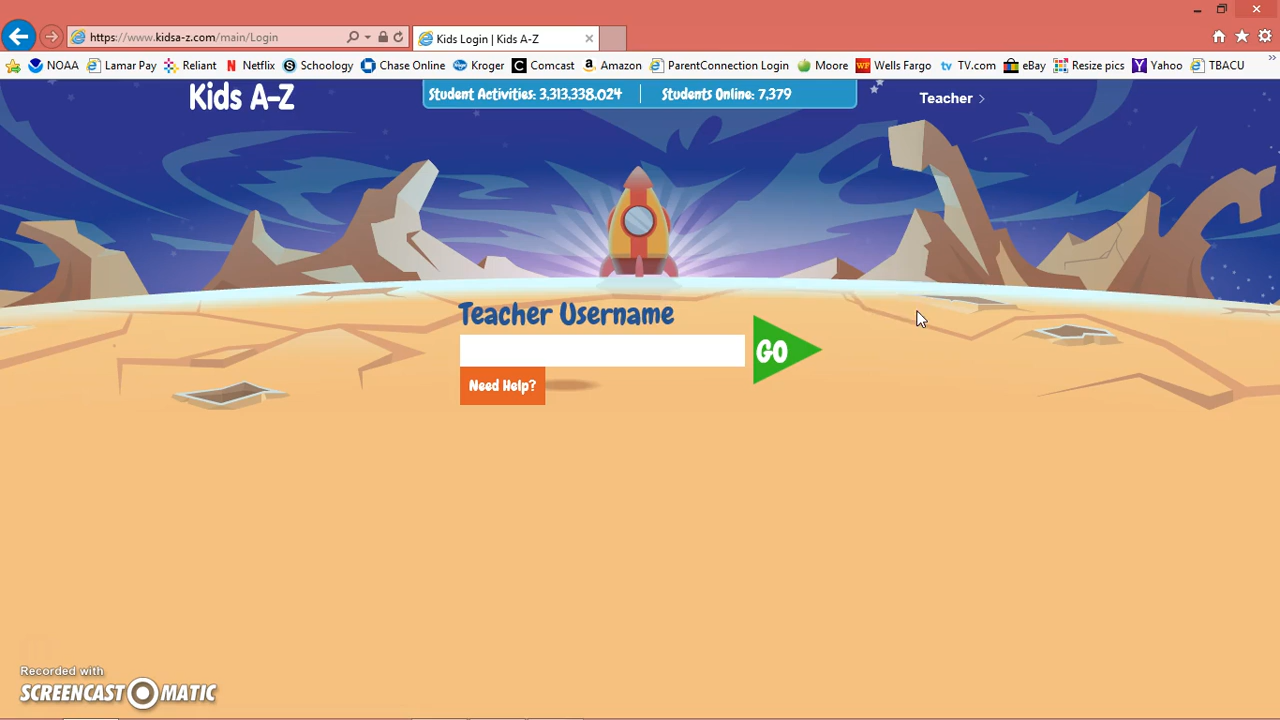 https://www.kidsa-z.com/main/Login
Kids Login | Kids A-Z
NOAA Lamar Pay Reliant Netflix Schoology Chase Online Kroger Comcast Amazon ParentConnection Login Moore Wells Fargo TV.com eBay Resize pics Yahoo TBACU
Kids A-Z
Student Activities: 3,313,338,024 | Students Online: 7,379
Teacher >
Teacher Username
GO
Need Help?
Recorded with
SCREENCAST MATIC